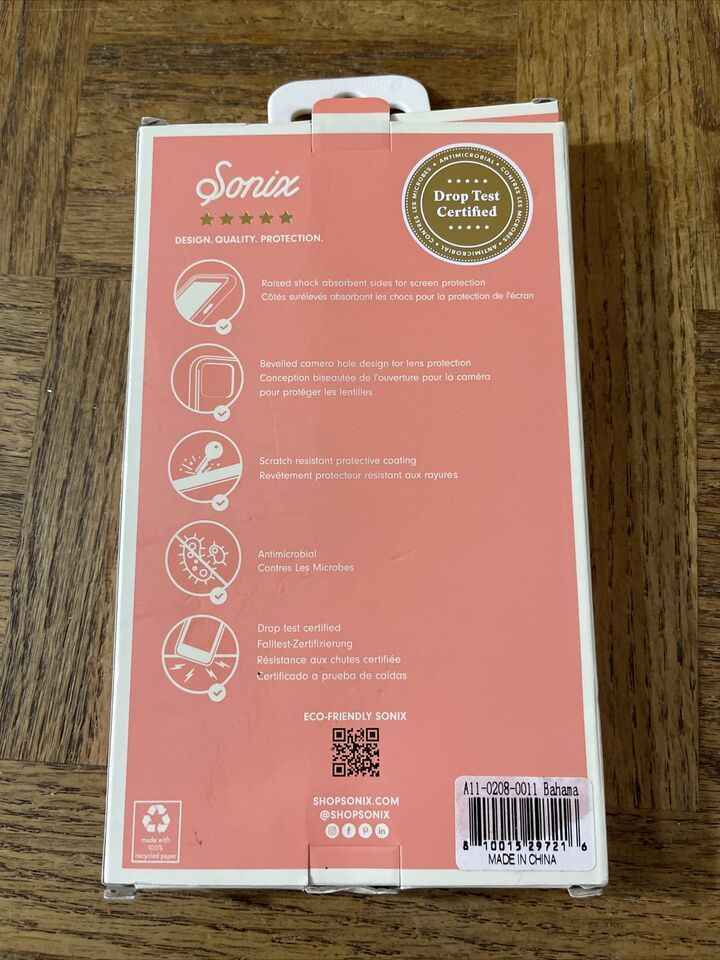 Sonix
DESIGN. QUALITY. PROTECTION.
ANTIMICROBIAL • CONTRES LES MICROBES • ANTIMICROBIAL • CONTRES LES MICROBES •
Drop Test
Certified
Raised shock absorbent sides for screen protection
Côtés surélevés absorbant les chocs pour la protection de l'écran
Bevelled camera hole design for lens protection
Conception biseautée de l'ouverture pour la caméra
pour protéger les lentilles
Scratch resistant protective coating
Revêtement protecteur résistant aux rayures
Antimicrobial
Contres Les Microbes
Drop test certified
Falltest-Zertifizierung
Résistance aux chutes certifiée
Certificado a prueba de caídas
ECO-FRIENDLY SONIX
SHOPSONIX.COM
@SHOPSONIX
made with
100%
recycled paper
A11-0208-0011 Bahama
8 10015 29721 6
MADE IN CHINA